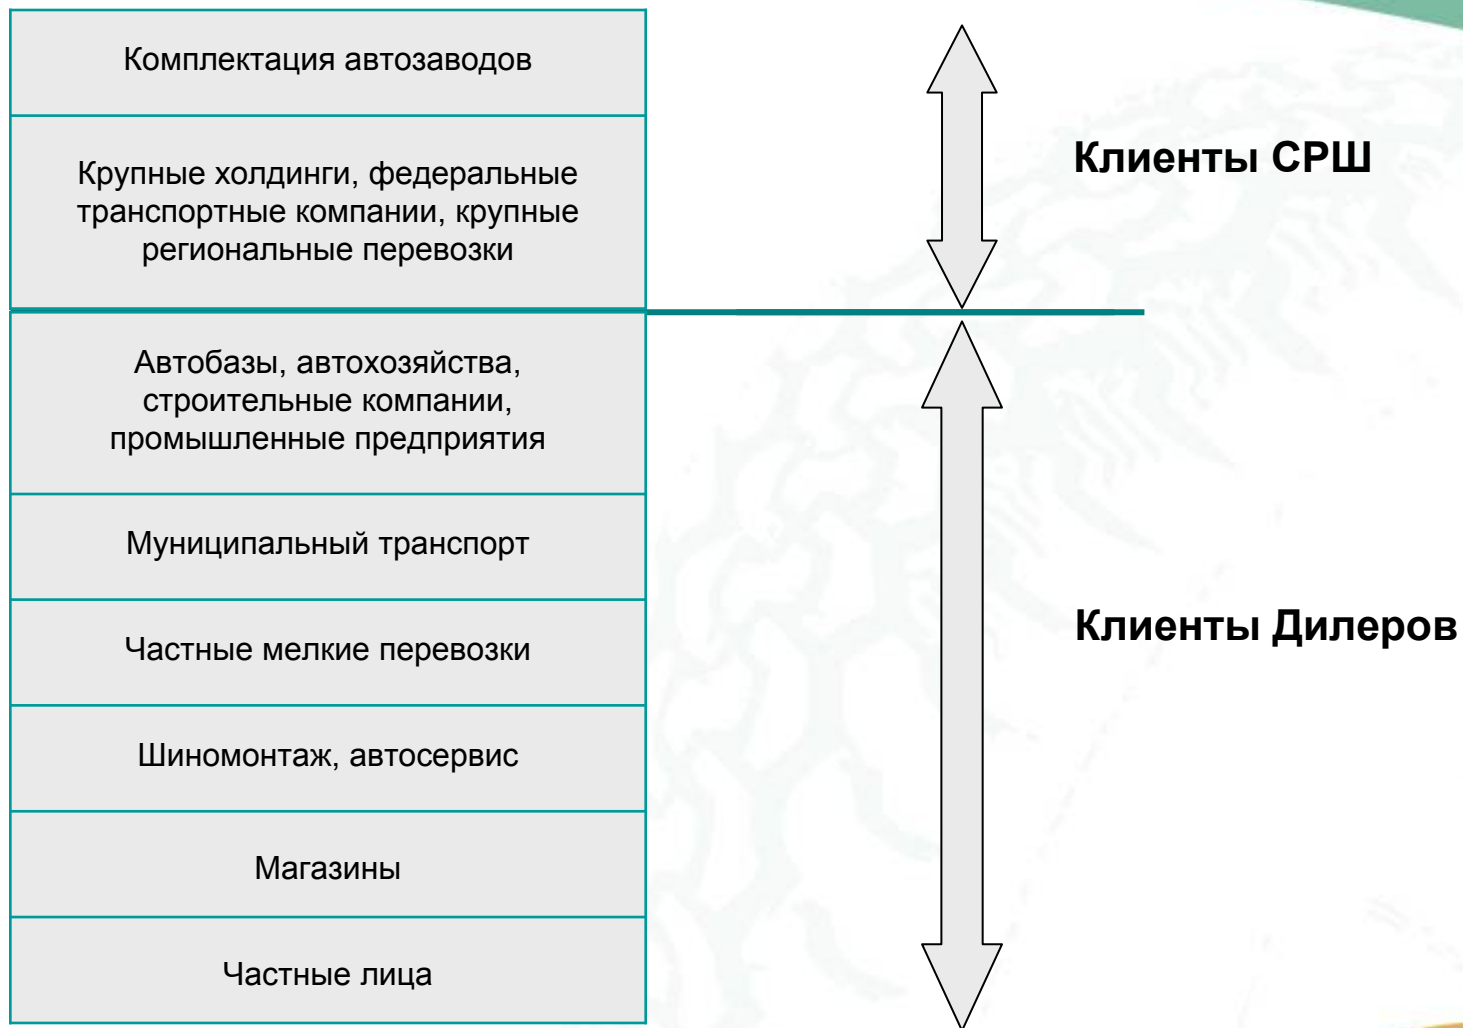 Комплектация автозаводов
Крупные холдинги, федеральные
транспортные компании, крупные
региональные перевозки
Клиенты СРШ
Автобазы, автохозяйства,
строительные компании,
промышленные предприятия
Муниципальный транспорт
Частные мелкие перевозки
Клиенты Дилеров
Шиномонтаж, автосервис
Магазины
Частные лица